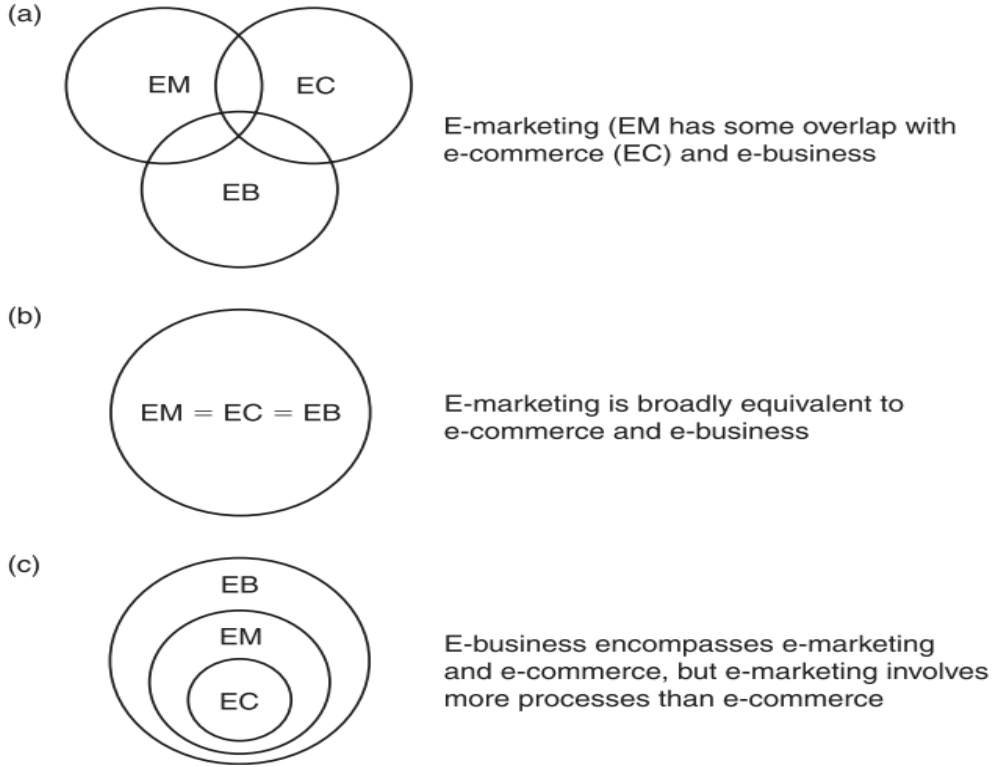 (a)
EM
EC
EB
E-marketing (EM has some overlap with
e-commerce (EC) and e-business
(b)
EM = EC = EB
E-marketing is broadly equivalent to
e-commerce and e-business
(c)
EB
EM
EC
E-business encompasses e-marketing
and e-commerce, but e-marketing involves
more processes than e-commerce